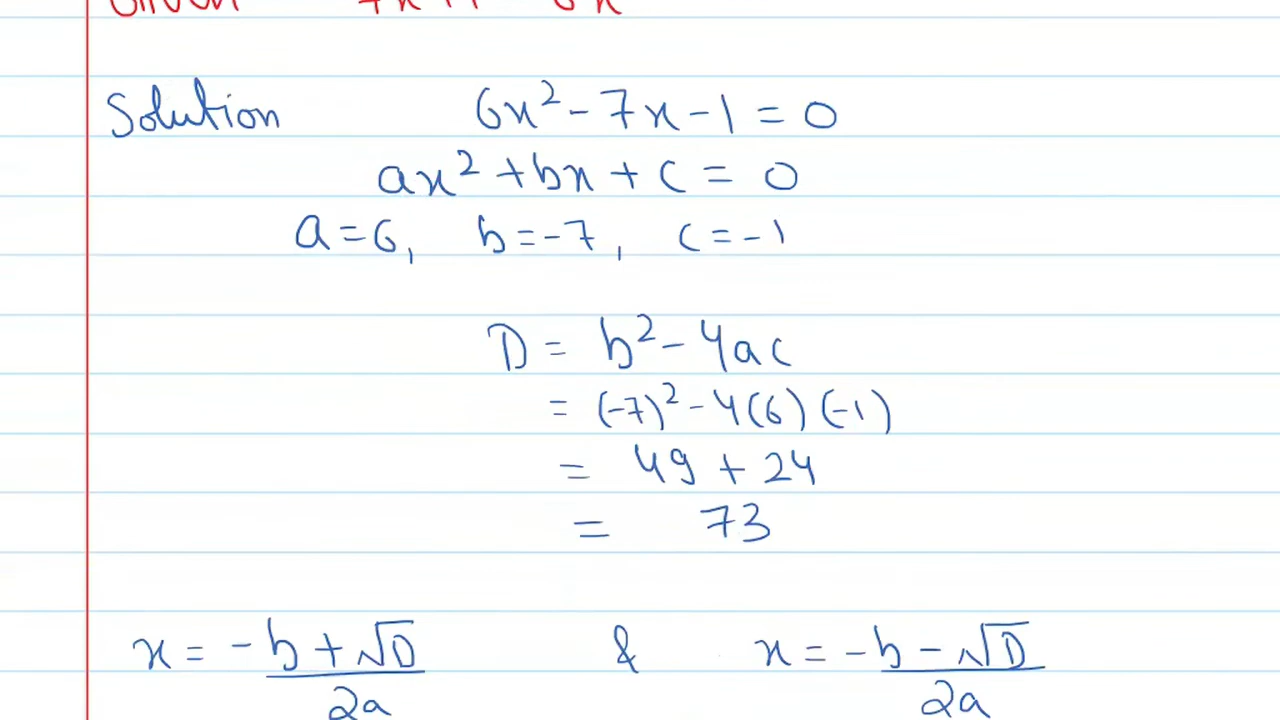 Solution 6x² - 7x - 1 = 0
ax² + bx + c = 0
a = 6, b = -7, c = -1
D = b² - 4ac
= (-7)² - 4(6)(-1)
= 49 + 24
= 73
x = -b + √D / 2a & x = -b - √D / 2a